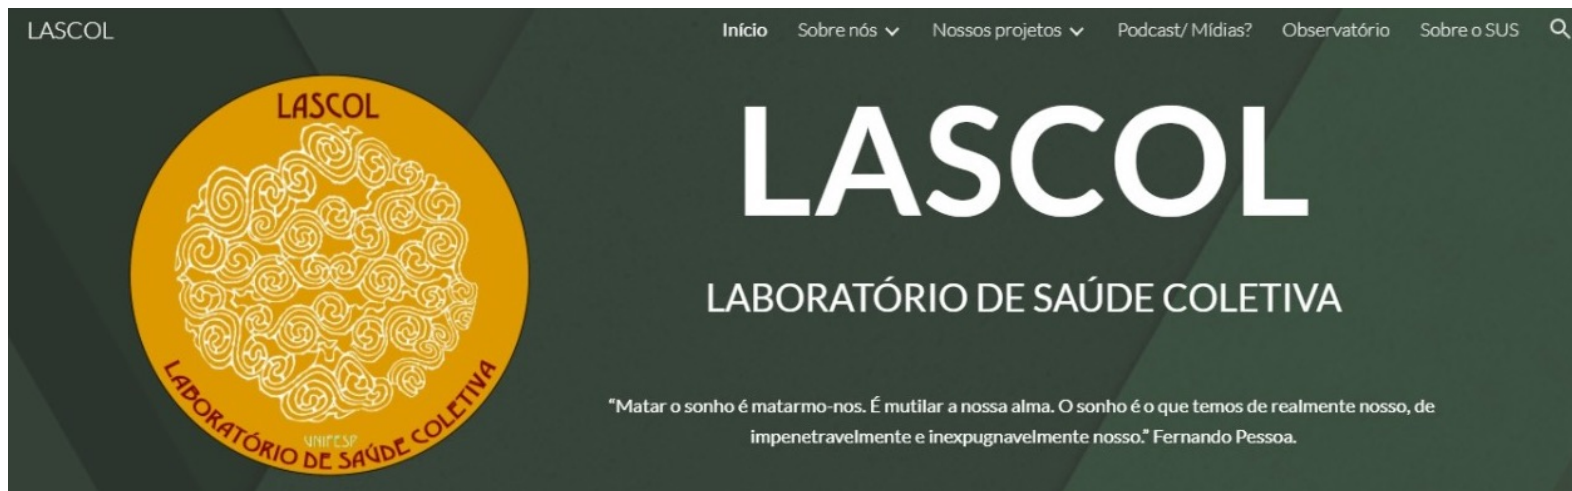 LASCOL
Início Sobre nós Nossos projetos Podcast/ Mídias? Observatório Sobre o SUS
LASCOL
UNIFESP
LABORATÓRIO DE SAÚDE COLETIVA
LASCOL
LABORATÓRIO DE SAÚDE COLETIVA
“Matar o sonho é matarmo-nos. É mutilar a nossa alma. O sonho é o que temos de realmente nosso, de
impenetravelmente e inexpugnavelmente nosso.” Fernando Pessoa.